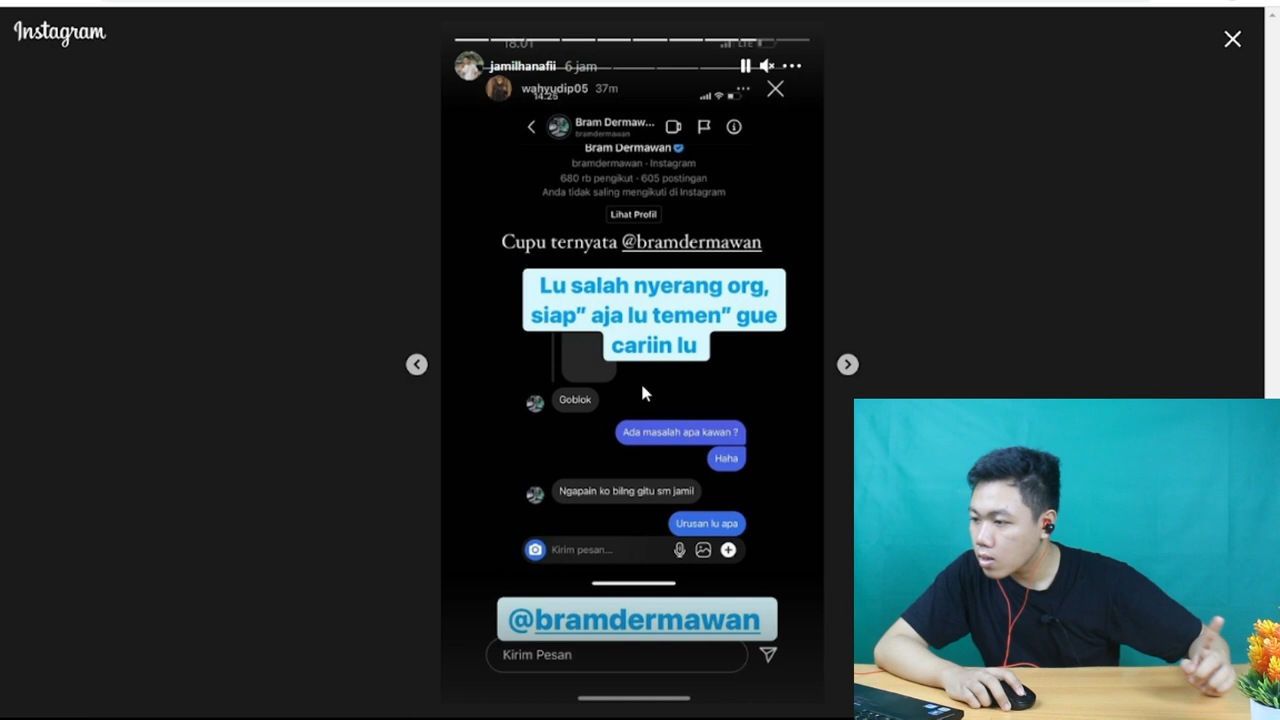 Instagram
18.01
LTE
jamilhanafii 6 jam
wahyudip05 37m
14.25
Bram Dermaw...
bramdermawan
Bram Dermawan
bramdermawan · Instagram
680 rb pengikut · 605 postingan
Anda tidak saling mengikuti di Instagram
Lihat Profil
Cupu ternyata @bramdermawan
Lu salah nyerang org,
siap” aja lu temen” gue
cariin lu
Goblok
Ada masalah apa kawan ?
Haha
Ngapain ko bilng gitu sm jamil
Urusan lu apa
Kirim pesan...
@bramdermawan
Kirim Pesan